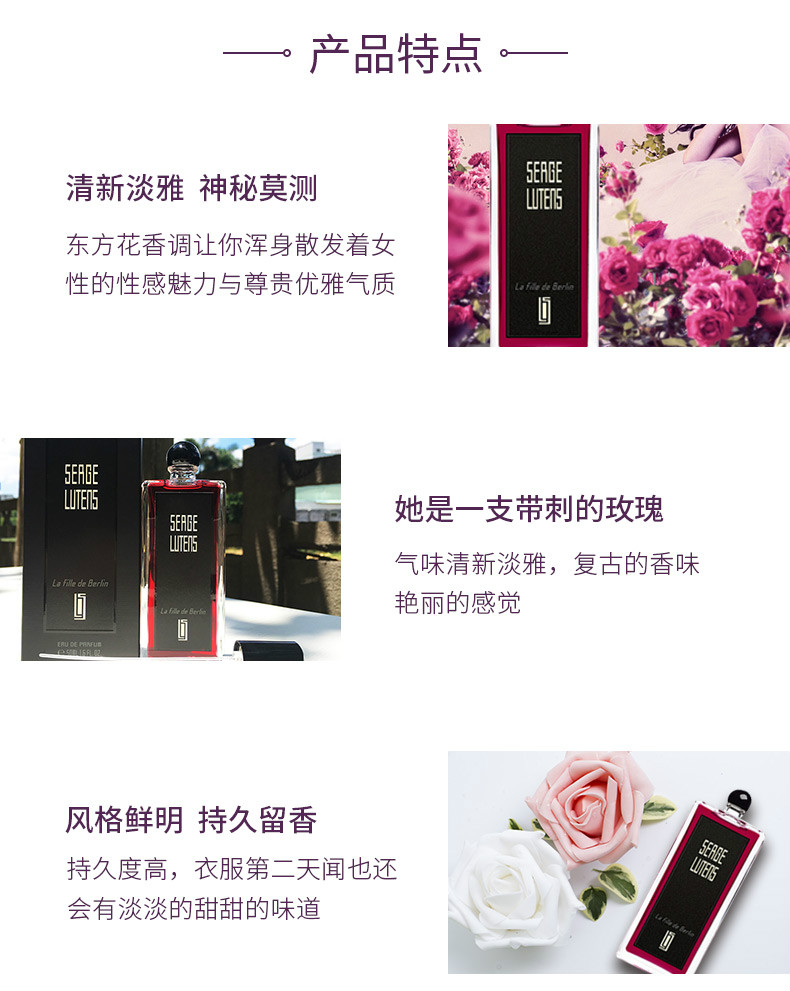 产品特点
清新淡雅 神秘莫测
东方花香调让你浑身散发着女
性的性感魅力与尊贵优雅气质
SERGE
LUTENS
La fille de Berlin
SERGE
LUTENS
La fille de Berlin
EAU DE PARFUM
SERGE
LUTENS
La fille de Berlin
她是一支带刺的玫瑰
气味清新淡雅，复古的香味
艳丽的感觉
风格鲜明 持久留香
持久度高，衣服第二天闻也还
会有淡淡的甜甜的味道
SERGE
LUTENS
La fille de Berlin